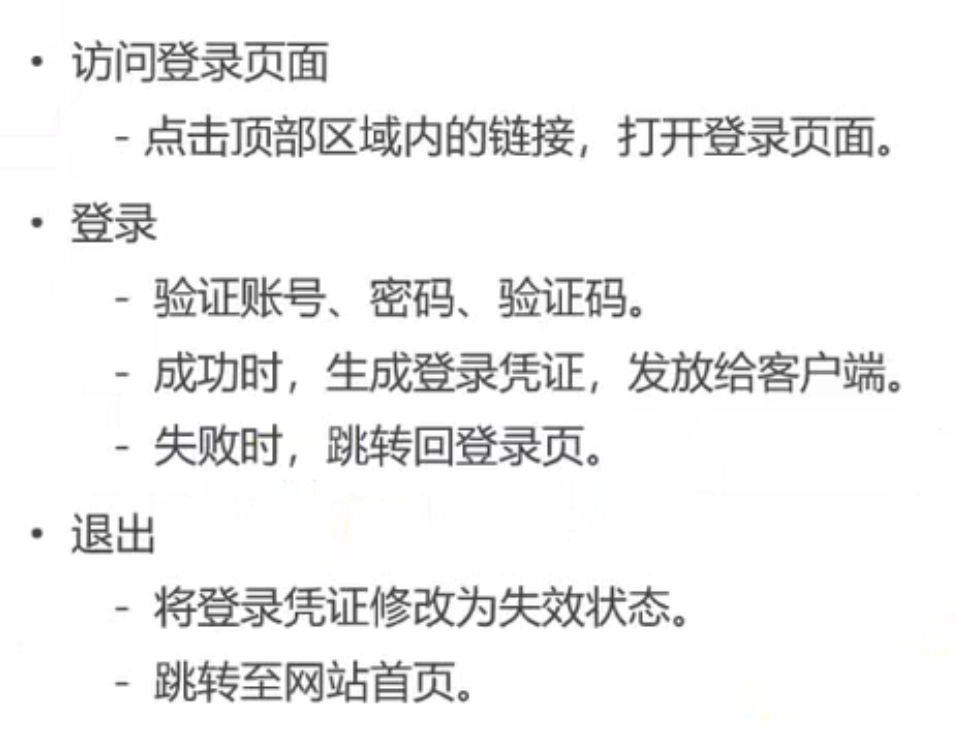 • 访问登录页面
- 点击顶部区域内的链接，打开登录页面。
• 登录
- 验证账号、密码、验证码。
- 成功时，生成登录凭证，发放给客户端。
- 失败时，跳转回登录页。
• 退出
- 将登录凭证修改为失效状态。
- 跳转至网站首页。